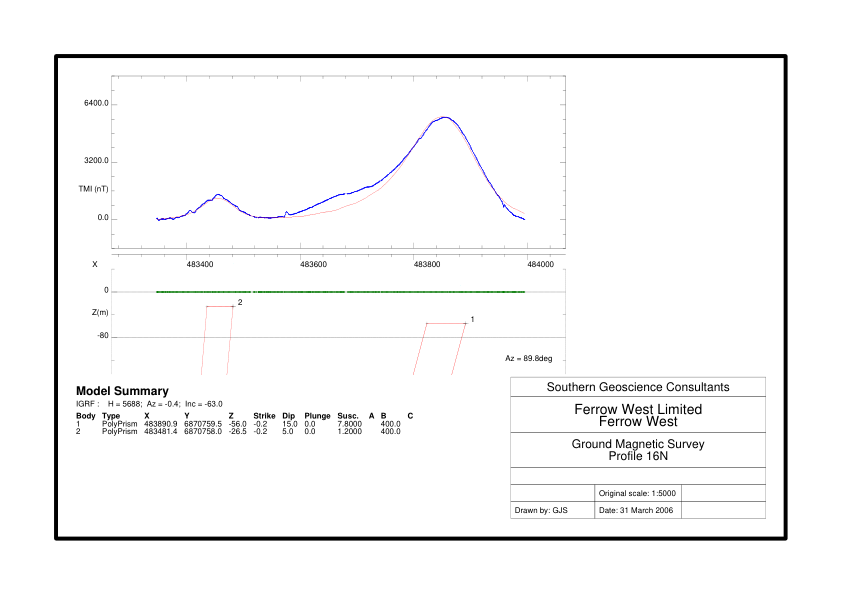 6400.0
3200.0
TMI (nT)
0.0
X 483400 483600 483800 484000
0
2
Z(m)
1
-80
Az = 89.8deg
Model Summary
IGRF : H = 5688; Az = -0.4; Inc = -63.0
Body Type X Y Z Strike Dip Plunge Susc. A B C
1 PolyPrism 483890.9 6870759.5 -56.0 -0.2 15.0 0.0 7.8000 400.0
2 PolyPrism 483481.4 6870758.0 -26.5 -0.2 5.0 0.0 1.2000 400.0
Southern Geoscience Consultants
Ferrow West Limited
Ferrow West
Ground Magnetic Survey
Profile 16N
Original scale: 1:5000
Drawn by: GJS Date: 31 March 2006